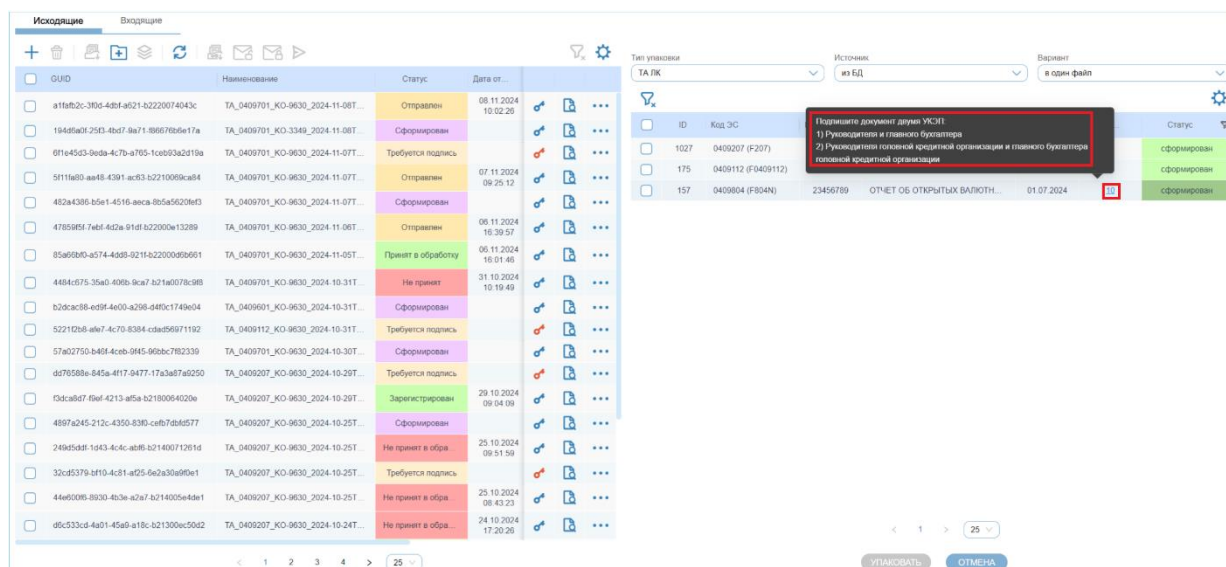 Исходящие Входящие
GUID Наименование Статус Дата от...
a1fafb2c-3f0d-4dbf-a621-b2220074043c TA_0409701_KO-9630_2024-11-08T... Отправлен 08.11.2024 10:02:26
194d6a0f-25f3-4bd7-9a71-f86676b6e17a TA_0409701_KO-3349_2024-11-08T... Сформирован
6f1e45d3-9eda-4c7b-a765-1ceb93a2d19a TA_0409701_KO-9630_2024-11-07T... Требуется подпись
5f11fa80-aa48-4391-ac63-b2210069ca84 TA_0409701_KO-9630_2024-11-07T... Отправлен 07.11.2024 09:25:12
482a4386-b5e1-4516-aeca-8b5a5620fef3 TA_0409701_KO-9630_2024-11-07T... Сформирован
47859f5f-7ebf-4d2a-91df-b22000e13289 TA_0409701_KO-9630_2024-11-06T... Отправлен 06.11.2024 16:39:57
85a66bf0-a574-4dd8-921f-b22000d6b661 TA_0409701_KO-9630_2024-11-05T... Принят в обработку 06.11.2024 16:01:46
4484c675-35a0-406b-9ca7-b21a0078c9f8 TA_0409701_KO-9630_2024-10-31T... Не принят 31.10.2024 10:19:49
b2dcac88-ed9f-4e00-a298-d4f0c1749e04 TA_0409601_KO-9630_2024-10-31T... Сформирован
5221f2b8-afe7-4c70-8384-cdad56971192 TA_0409112_KO-9630_2024-10-31T... Требуется подпись
57a02750-b46f-4ceb-9f45-96bbc7f82339 TA_0409701_KO-9630_2024-10-30T... Сформирован
dd76588e-845a-4f17-9477-17a3a87a9250 TA_0409207_KO-9630_2024-10-29T... Требуется подпись
f3dca8d7-f9ef-4213-af5a-b2180064020e TA_0409207_KO-9630_2024-10-29T... Зарегистрирован 29.10.2024 09:04:09
4897a245-212c-4350-83f0-cefb7dbfd577 TA_0409207_KO-9630_2024-10-25T... Сформирован
249d5ddf-1d43-4c4c-abf6-b2140071261d TA_0409207_KO-9630_2024-10-25T... Не принят в обра... 25.10.2024 09:51:59
32cd5379-bf10-4c81-af25-6e2a30a9f0e1 TA_0409207_KO-9630_2024-10-25T... Требуется подпись
44e600f6-8930-4b3e-a2a7-b214005e4de1 TA_0409207_KO-9630_2024-10-25T... Не принят в обра... 25.10.2024 08:43:23
d6c533cd-4a01-45a9-a18c-b21300ec50d2 TA_0409207_KO-9630_2024-10-24T... Не принят в обра... 24.10.2024 17:20:26
< 1 2 3 4 > 25
Тип упаковки Источник Вариант
ТА ЛК из БД в один файл
Подпишите документ двумя УКЭП:
1) Руководителя и главного бухгалтера
2) Руководителя головной кредитной организации и главного бухгалтера
головной кредитной организации
ID Код ЭС Статус
1027 0409207 (F207) сформирован
175 0409112 (F0409112) сформирован
157 0409804 (F804N) 23456789 ОТЧЕТ ОБ ОТКРЫТЫХ ВАЛЮТН... 01.07.2024 10 сформирован
< 1 > 25
УПАКОВАТЬ ОТМЕНА